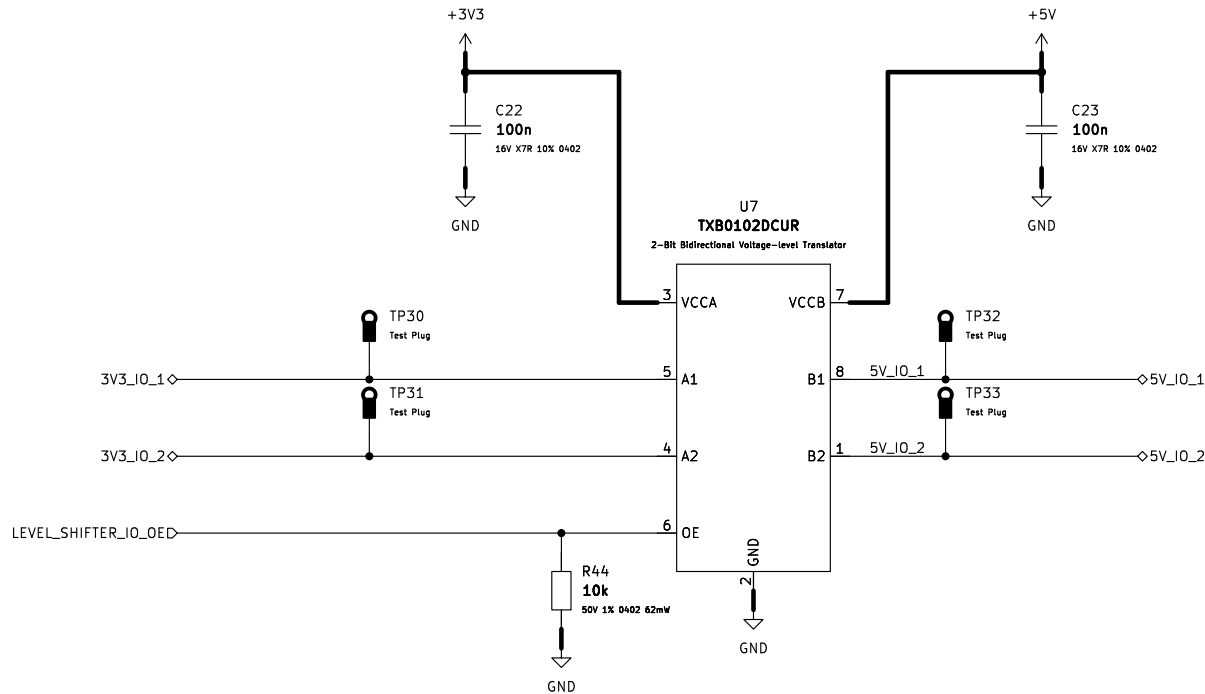 +3V3
+5V
C22
100n
16V X7R 10% 0402
GND
C23
100n
16V X7R 10% 0402
GND
U7
TXB0102DCUR
2-Bit Bidirectional Voltage-level Translator
3 VCCA
VCCB 7
TP30
Test Plug
TP32
Test Plug
3V3_IO_1
5 A1
B1 8
5V_IO_1
5V_IO_1
TP31
Test Plug
TP33
Test Plug
3V3_IO_2
4 A2
B2 1
5V_IO_2
5V_IO_2
LEVEL_SHIFTER_IO_OE
6 OE
GND
2
GND
R44
10k
50V 1% 0402 62mW
GND